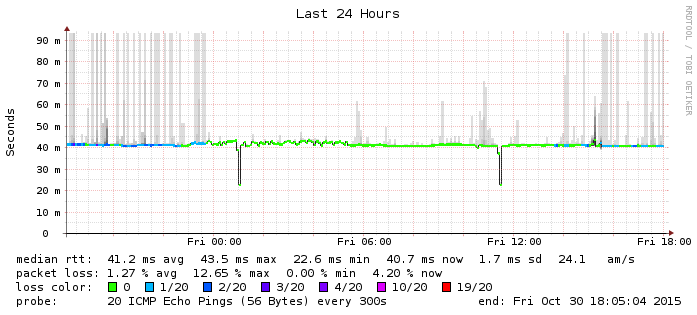 Last 24 Hours
RRDTOOL / TOBI OETIKER
Seconds
90 m
80 m
70 m
60 m
50 m
40 m
30 m
20 m
10 m
0
Fri 00:00 Fri 06:00 Fri 12:00 Fri 18:00
median rtt: 41.2 ms avg 43.5 ms max 22.6 ms min 40.7 ms now 1.7 ms sd 24.1 am/s
packet loss: 1.27 % avg 12.65 % max 0.00 % min 4.20 % now
loss color: 0 1/20 2/20 3/20 4/20 10/20 19/20
probe: 20 ICMP Echo Pings (56 Bytes) every 300s end: Fri Oct 30 18:05:04 2015